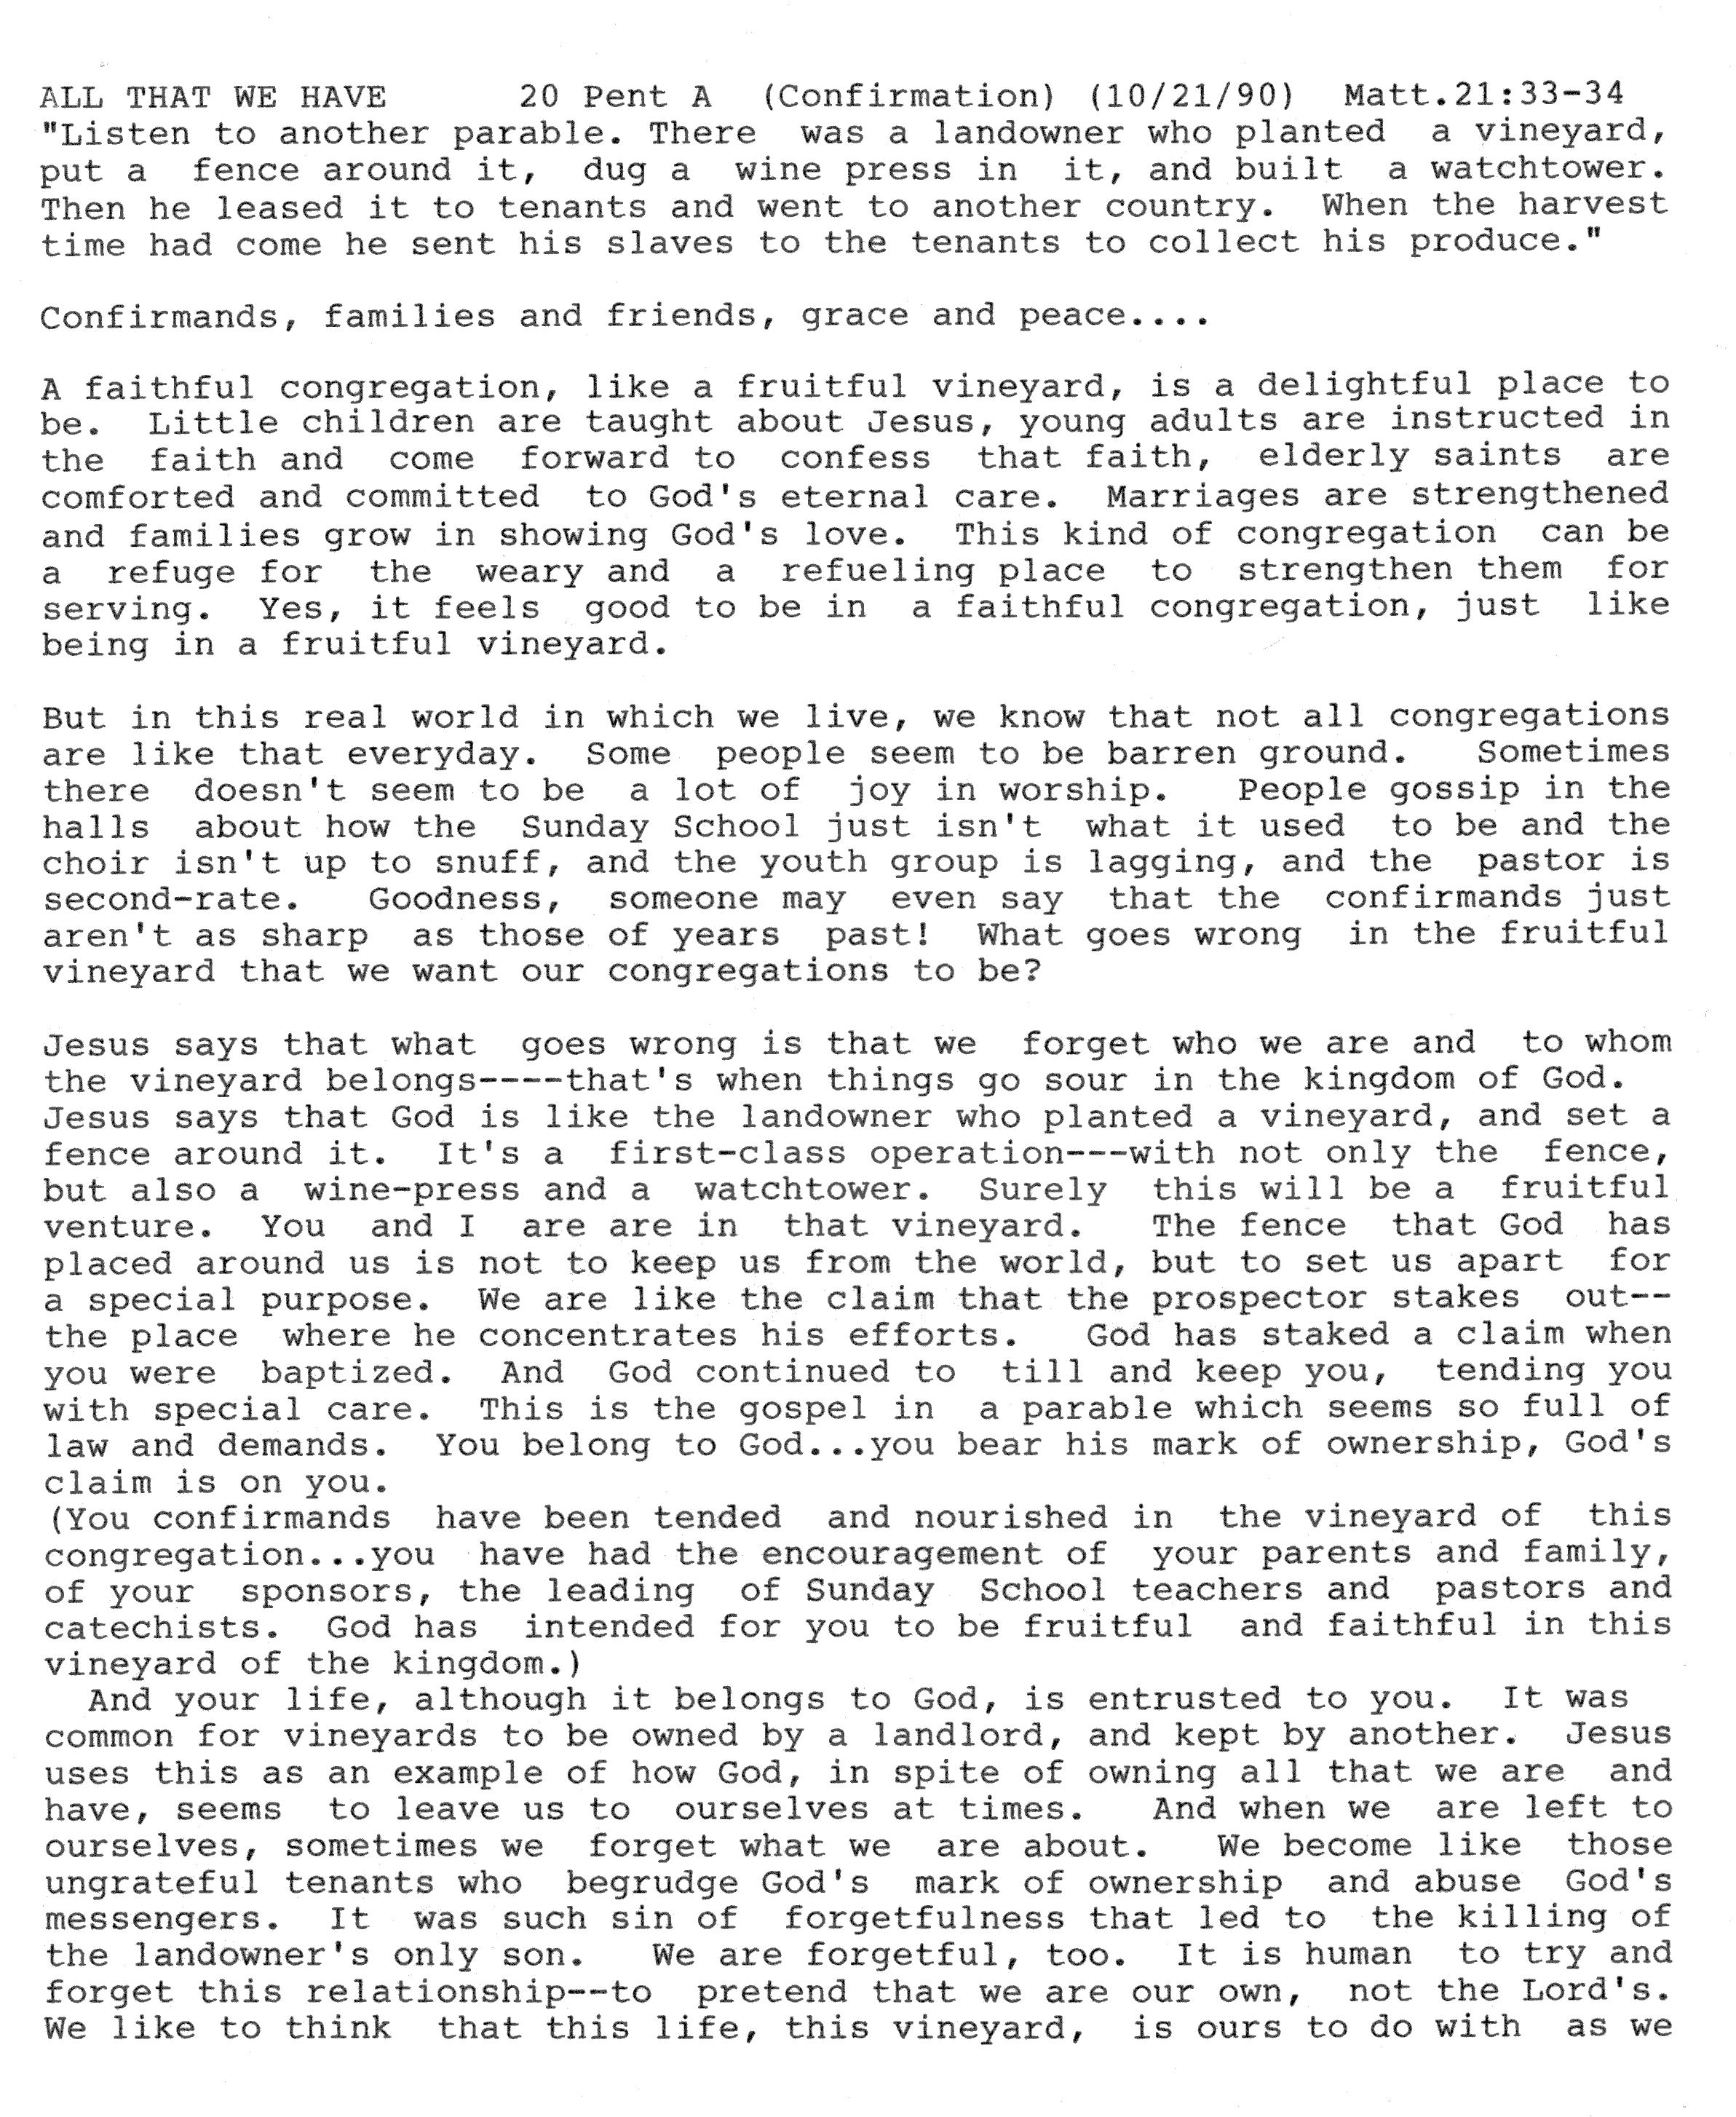 ALL THAT WE HAVE      20 Pent A  (Confirmation) (10/21/90)  Matt.21:33-34
"Listen to another parable. There  was a landowner who planted  a vineyard,
put a  fence around it,  dug a  wine press in  it, and built  a watchtower.
Then he leased it to tenants and went to another country.  When the harvest
time had come he sent his slaves to the tenants to collect his produce."

Confirmands, families and friends, grace and peace....

A faithful congregation, like a fruitful vineyard, is a delightful place to
be.  Little children are taught about Jesus, young adults are instructed in
the  faith and  come  forward to  confess  that faith,  elderly saints  are
comforted and committed  to God's eternal care.  Marriages are strengthened
and families grow in showing God's love.  This kind of congregation  can be
a  refuge for  the  weary and  a  refueling place  to  strengthen them  for
serving.  Yes, it feels  good to be in  a faithful congregation, just  like
being in a fruitful vineyard.

But in this real world in which we live, we know that not all congregations
are like that everyday.  Some  people seem to be barren ground.   Sometimes
there  doesn't seem to be  a lot of  joy in worship.   People gossip in the
halls  about how the  Sunday School just isn't  what it used  to be and the
choir isn't up to snuff, and the youth group is lagging, and the  pastor is
second-rate.   Goodness,  someone may  even say  that the  confirmands just
aren't as sharp  as those of years  past!  What goes wrong  in the fruitful
vineyard that we want our congregations to be?

Jesus says that what  goes wrong is that we  forget who we are and  to whom
the vineyard belongs----that's when things go sour in the kingdom of God.
Jesus says that God is like the landowner who planted a vineyard, and set a
fence around it.  It's a  first-class operation---with not only the  fence,
but also a  wine-press and a  watchtower.  Surely  this will be a  fruitful
venture.  You  and I  are are in  that vineyard.   The fence  that God  has
placed around us is not to keep us from the world, but to set us apart  for
a special purpose.  We are like the claim that the prospector stakes  out--
the place  where he concentrates his efforts.   God has staked a claim when
you were  baptized.  And  God continued to  till and keep you,  tending you
with special care.  This is the gospel in  a parable which seems so full of
law and demands.  You belong to God...you bear his mark of ownership, God's
claim is on you.
(You confirmands  have been tended  and nourished in  the vineyard of  this
congregation...you  have had the encouragement of  your parents and family,
of your  sponsors, the leading  of Sunday  School teachers and  pastors and
catechists.  God has  intended for you to be fruitful  and faithful in this
vineyard of the kingdom.)
  And your life, although it belongs to God, is entrusted to you.  It was
common for vineyards to be owned by a landlord, and kept by another.  Jesus
uses this as an example of how God, in spite of owning all that we are  and
have, seems  to leave us to  ourselves at times.   And when we  are left to
ourselves, sometimes we  forget what we  are about.   We become like  those
ungrateful tenants who  begrudge God's  mark of ownership  and abuse  God's
messengers.  It  was such sin of  forgetfulness that led to  the killing of
the landowner's only son.   We are forgetful, too.  It is human  to try and
forget this relationship--to  pretend that we are our own,  not the Lord's.
We like to think  that this life, this vineyard,  is ours to do with  as we